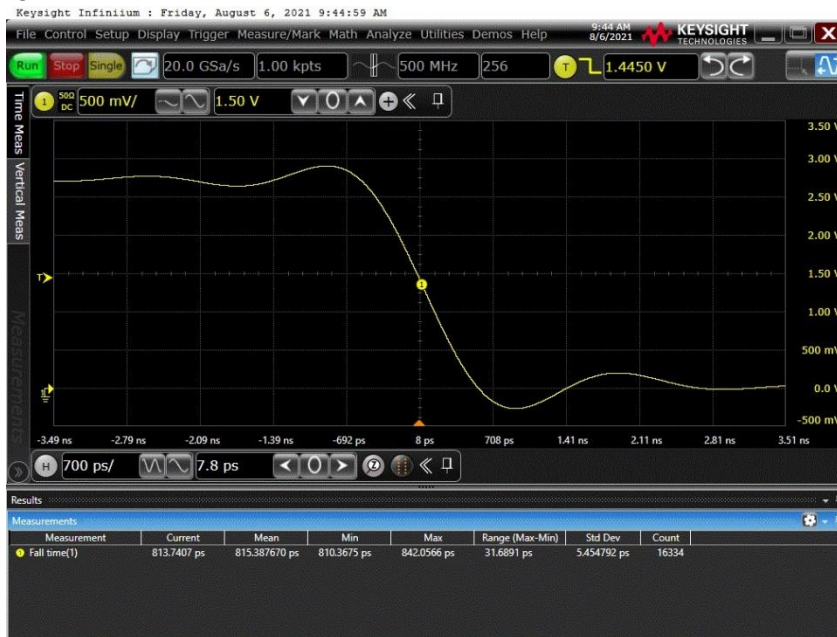 Keysight Infiniium : Friday, August 6, 2021 9:44:59 AM
File Control Setup Display Trigger Measure/Mark Math Analyze Utilities Demos Help
9:44 AM
8/6/2021
KEYSIGHT
TECHNOLOGIES
Run Stop Single 20.0 GSa/s 1.00 kpts 500 MHz 256 T 1.4450 V
1 50Ω DC 500 mV/ 1.50 V 0
Time Meas
Vertical Meas
Measurements
3.50 V
3.00 V
2.50 V
2.00 V
T 1.50 V
1
1.00 V
500 mV
0.0 V
-500 mV
-3.49 ns -2.79 ns -2.09 ns -1.39 ns -692 ps 8 ps 708 ps 1.41 ns 2.11 ns 2.81 ns 3.51 ns
H 700 ps/ 7.8 ps 0
Results
Measurements
Measurement Current Mean Min Max Range (Max-Min) Std Dev Count
1 Fall time(1) 813.7407 ps 815.387670 ps 810.3675 ps 842.0566 ps 31.6891 ps 5.454792 ps 16334